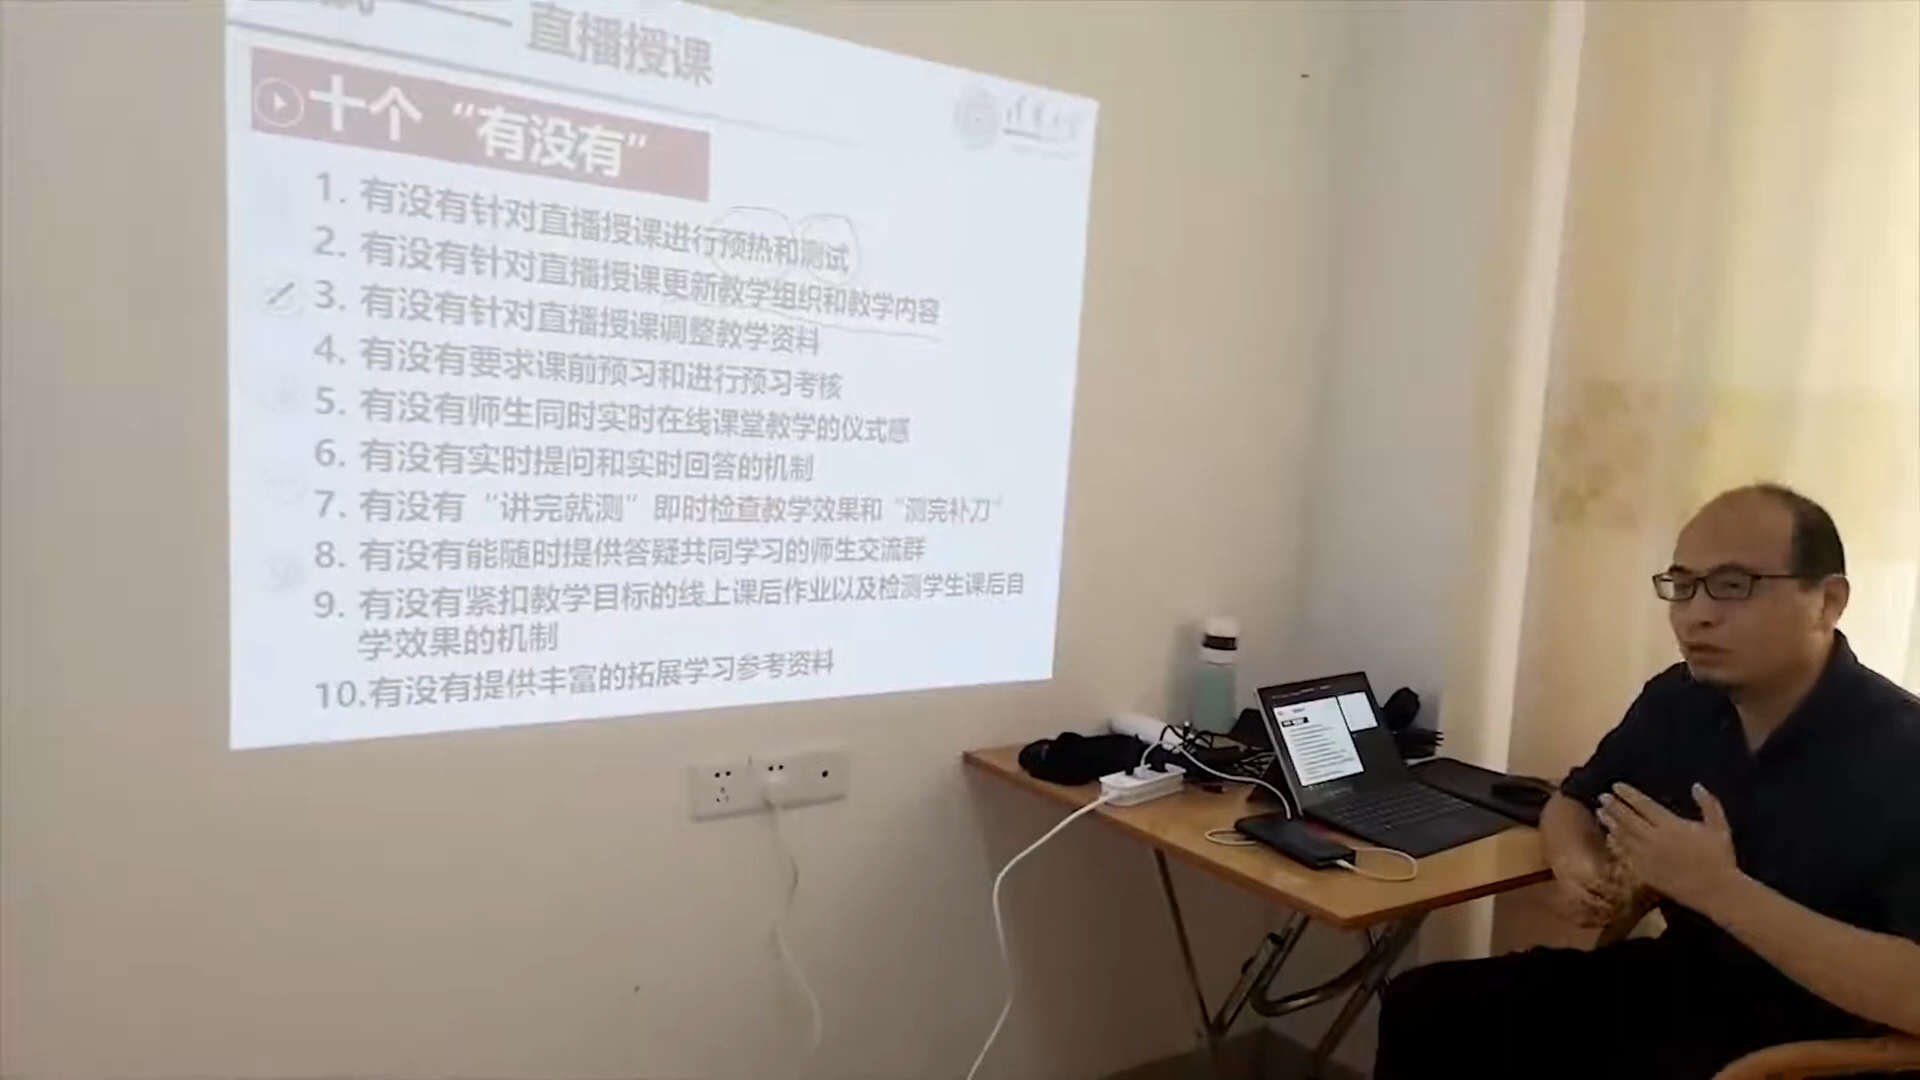 直播授课
十个“有没有”
1. 有没有针对直播授课进行预热和测试
2. 有没有针对直播授课更新教学组织和教学内容
3. 有没有针对直播授课调整教学资料
4. 有没有要求课前预习和进行预习考核
5. 有没有师生同时实时在线课堂教学的仪式感
6. 有没有实时提问和实时回答的机制
7. 有没有“讲完就测”即时检查教学效果和“测完补刀”
8. 有没有能随时提供答疑共同学习的师生交流群
9. 有没有紧扣教学目标的线上课后作业以及检测学生课后自
学效果的机制
10.有没有提供丰富的拓展学习参考资料